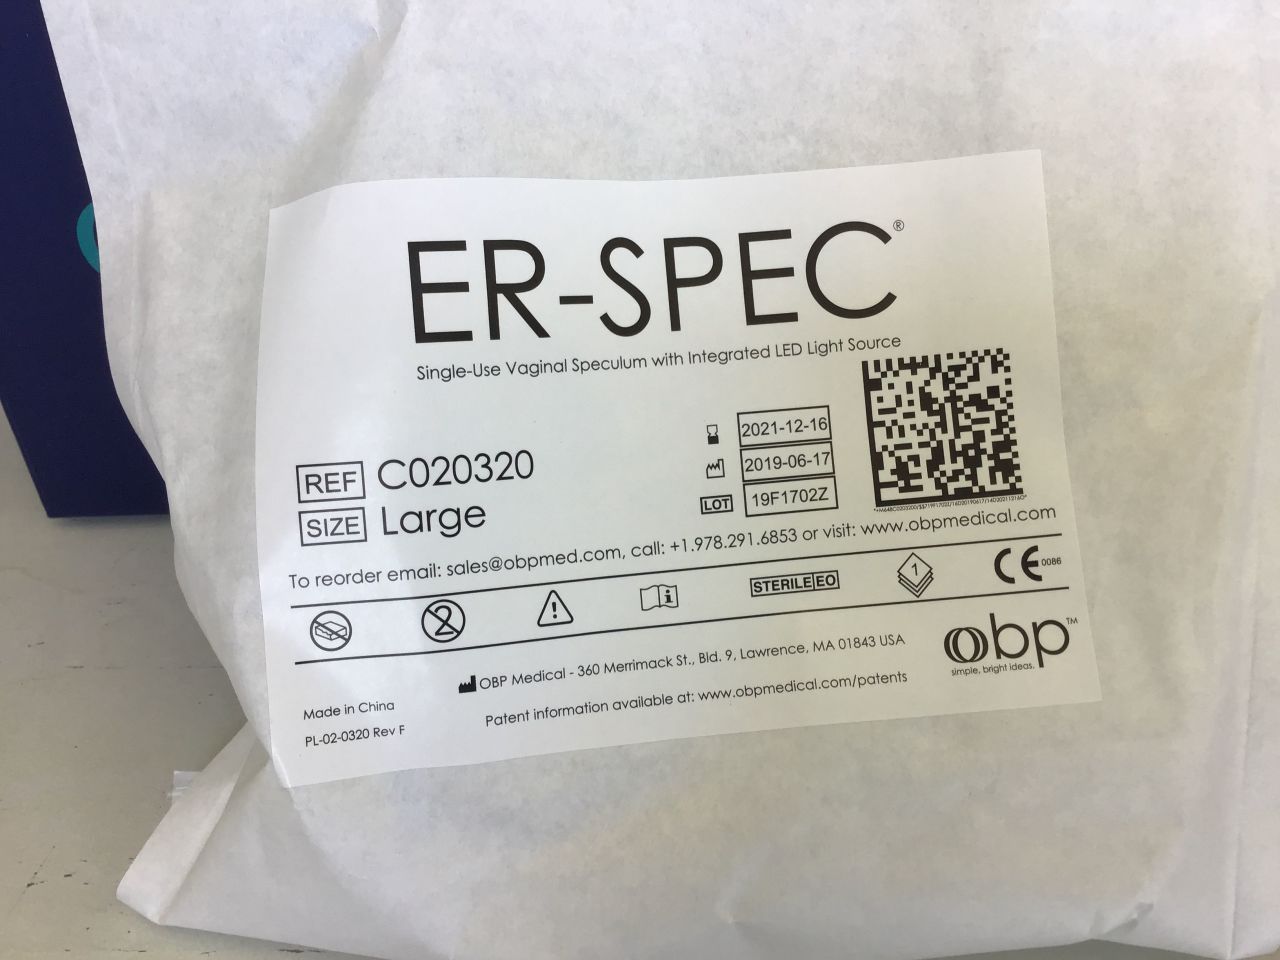 ER-SPEC®
Single-Use Vaginal Speculum with Integrated LED Light Source
2021-12-16
2019-06-17
LOT 19F1702Z
REF C020320
SIZE Large
To reorder email: sales@obpmed.com, call: +1.978.291.6853 or visit: www.obpmedical.com
2
i
STERILE EO
1
CE 0086
OBP Medical - 360 Merrimack St., Bld. 9, Lawrence, MA 01843 USA
Patent information available at: www.obpmedical.com/patents
obp™
simple, bright ideas.
Made in China
PL-02-0320 Rev F